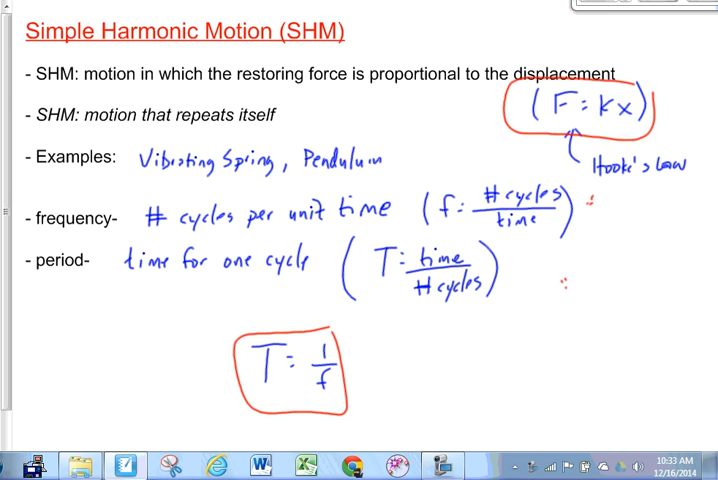 Simple Harmonic Motion (SHM)
- SHM: motion in which the restoring force is proportional to the displacement
(F = kx)
- SHM: motion that repeats itself
- Examples: Vibrating Spring, Pendulum
Hooke's Law
- frequency- # cycles per unit time (f = # cycles / time)
- period- time for one cycle (T = time / # cycles)
T = 1 / f
10:33 AM
12/16/2014